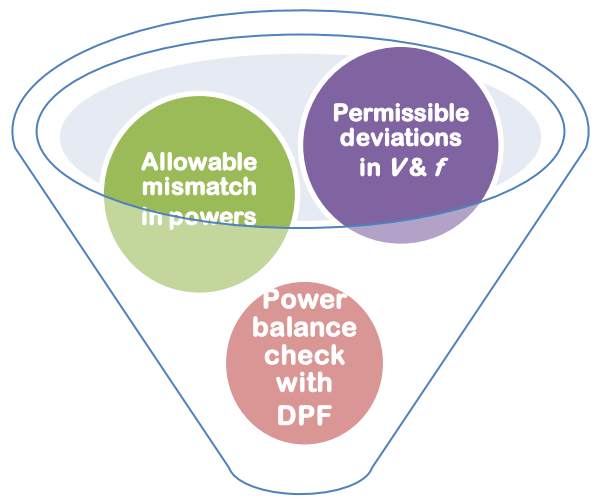 Permissible
deviations
in V & f
Allowable
mismatch
in powers
Power
balance
check
with
DPF